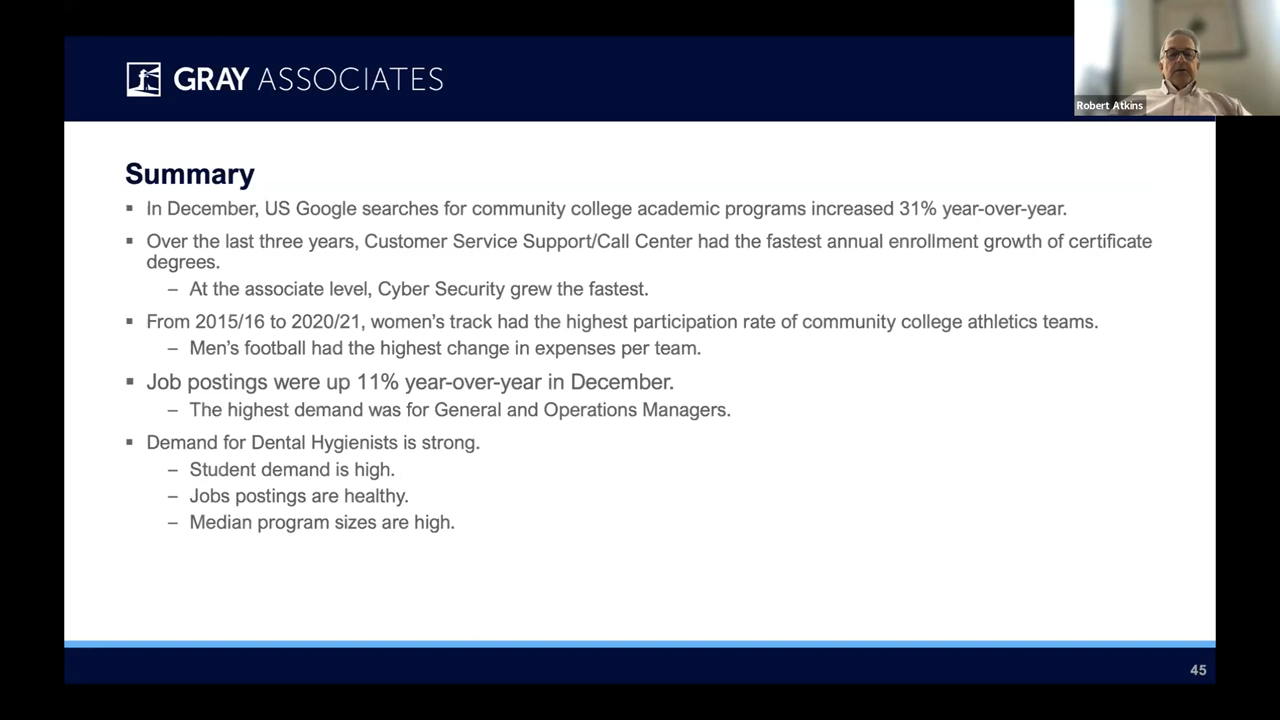 GRAY ASSOCIATES
Robert Atkins
Summary
▪ In December, US Google searches for community college academic programs increased 31% year-over-year.
▪ Over the last three years, Customer Service Support/Call Center had the fastest annual enrollment growth of certificate
degrees.
– At the associate level, Cyber Security grew the fastest.
▪ From 2015/16 to 2020/21, women's track had the highest participation rate of community college athletics teams.
– Men's football had the highest change in expenses per team.
▪ Job postings were up 11% year-over-year in December.
– The highest demand was for General and Operations Managers.
▪ Demand for Dental Hygienists is strong.
– Student demand is high.
– Jobs postings are healthy.
– Median program sizes are high.
45